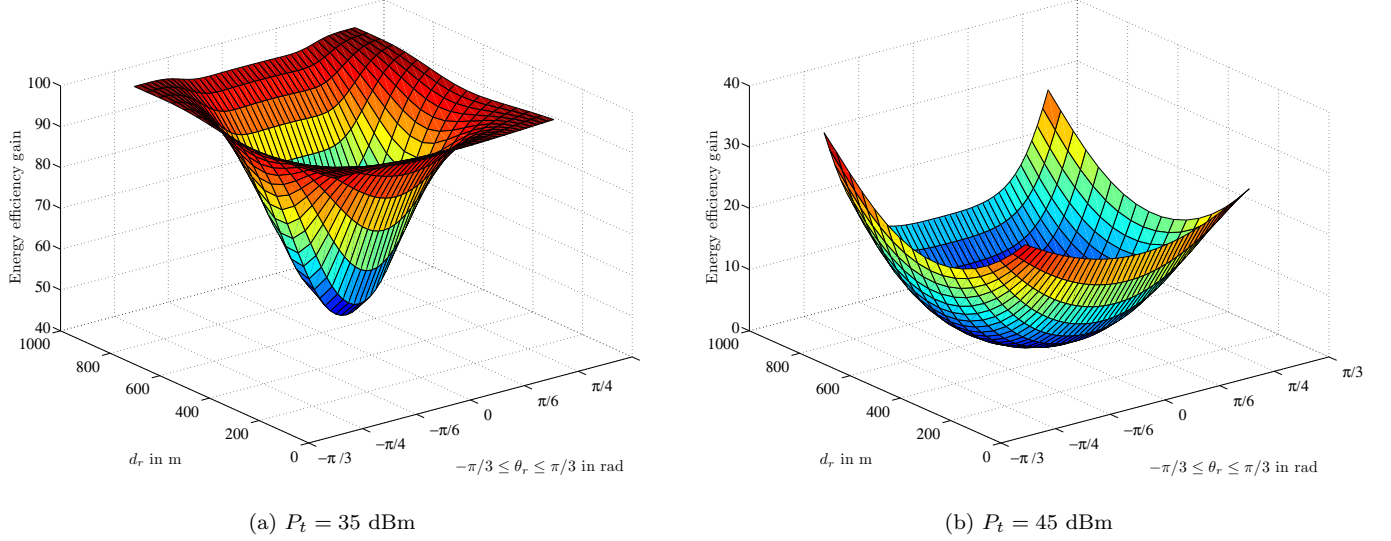 Energy efficiency gain
100
90
80
70
60
50
40
1000
800
600
400
200
0
d_r in m
−π/3
−π/4
−π/6
0
π/6
π/4
−π/3 ≤ θ_r ≤ π/3 in rad
(a) P_t = 35 dBm
Energy efficiency gain
40
30
20
10
0
1000
800
600
400
200
0
d_r in m
−π/3
−π/4
−π/6
0
π/6
π/4
π/3
−π/3 ≤ θ_r ≤ π/3 in rad
(b) P_t = 45 dBm